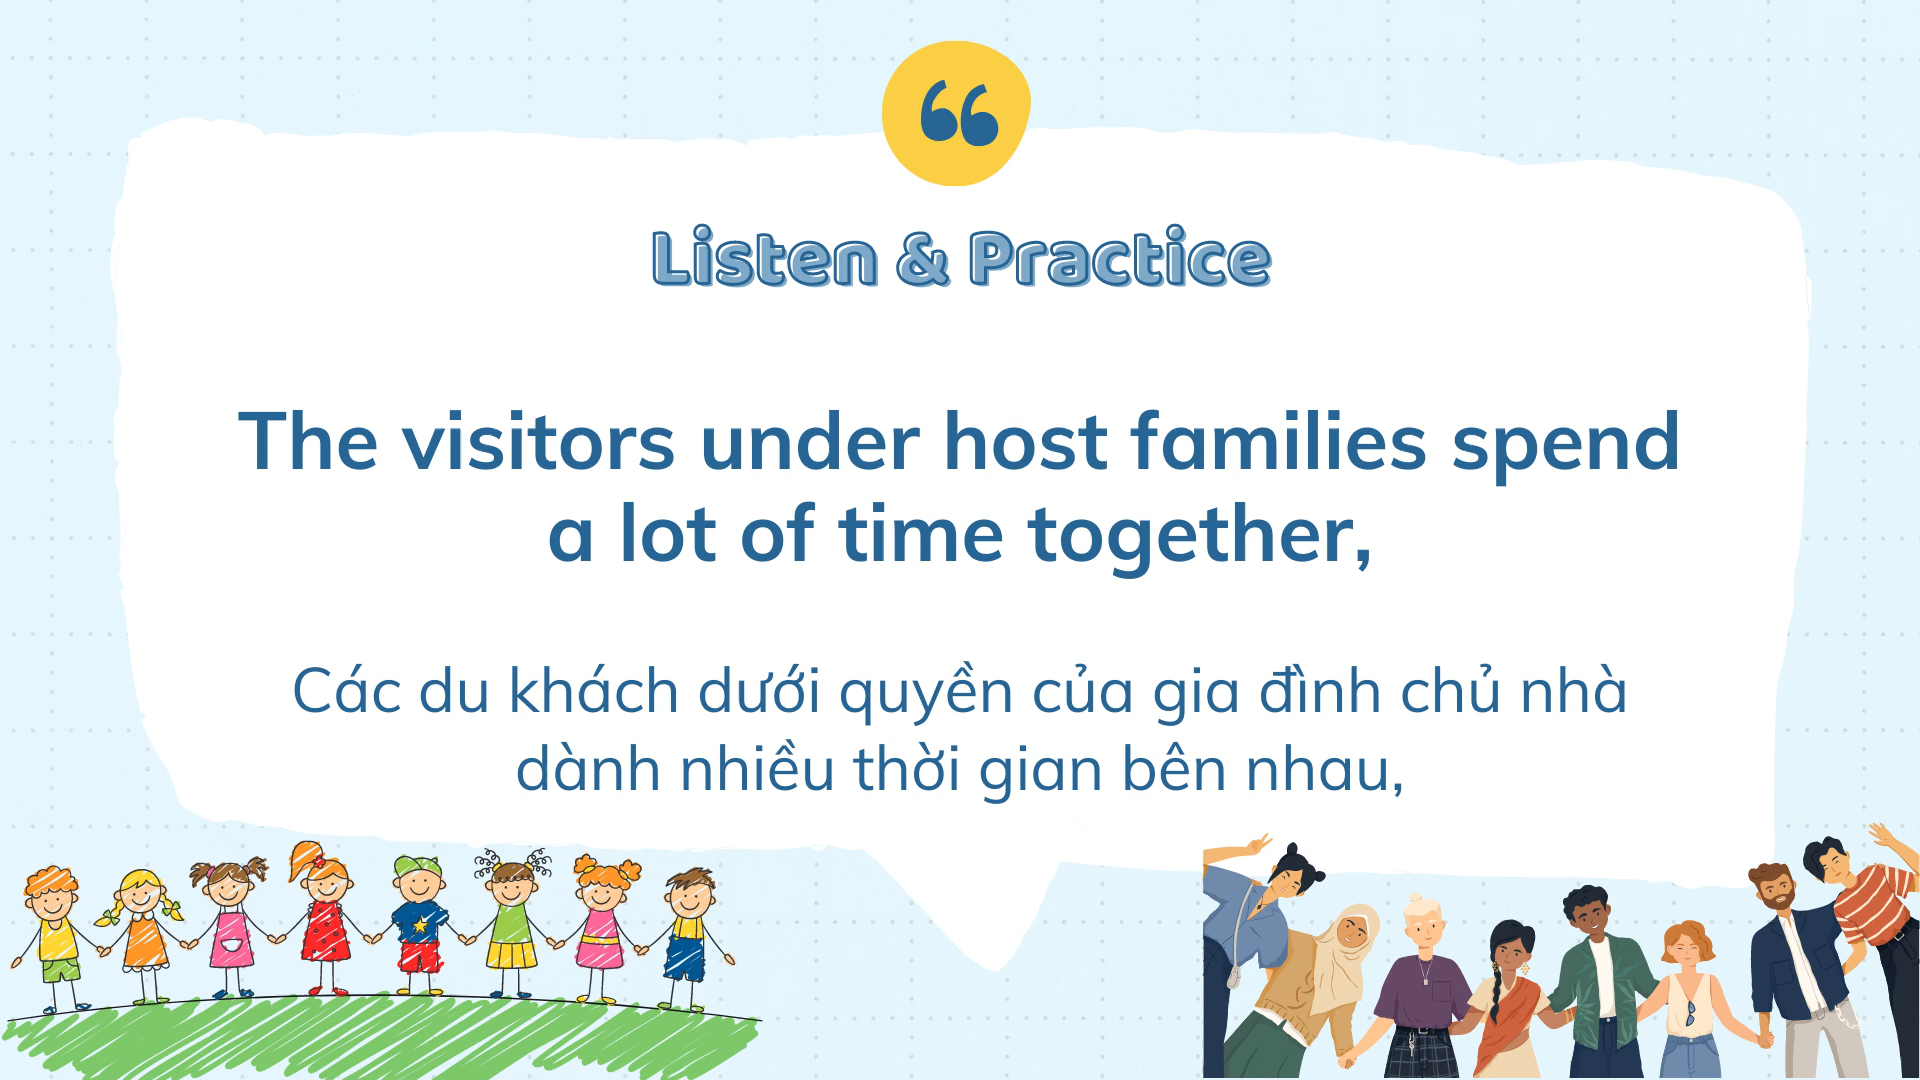 Listen & Practice
The visitors under host families spend
a lot of time together,
Các du khách dưới quyền của gia đình chủ nhà
dành nhiều thời gian bên nhau,